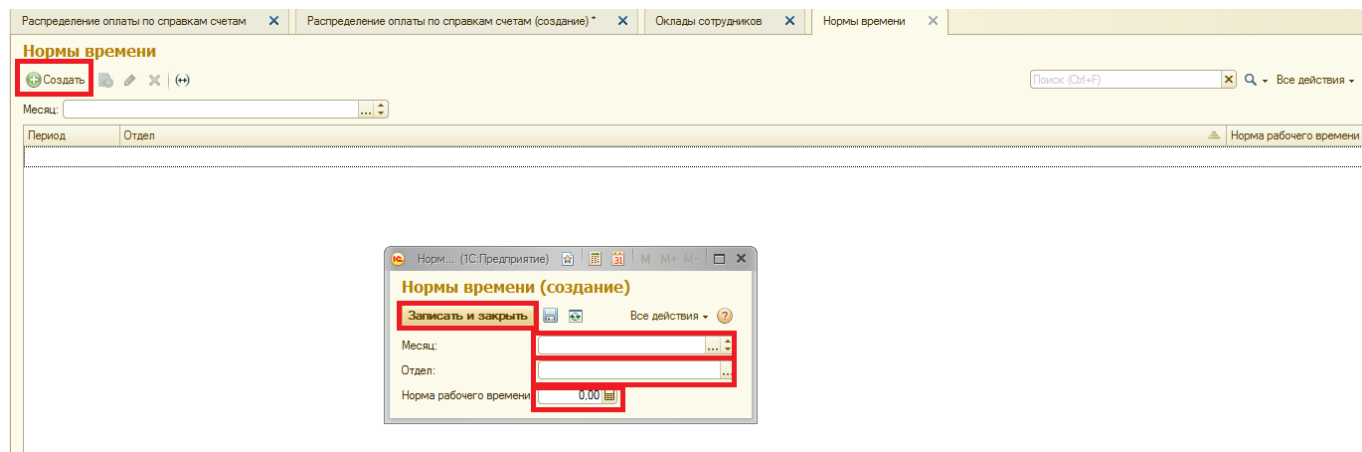 Распределение оплаты по справкам счетам Распределение оплаты по справкам счетам (создание) * Оклады сотрудников Нормы времени
Нормы времени
Создать Поиск (Ctrl+F) Все действия
Месяц: ...
Период Отдел Норма рабочего времени
Норм... (1С:Предприятие) 31 M M+ M-
Нормы времени (создание)
Записать и закрыть Все действия ?
Месяц: ...
Отдел: ...
Норма рабочего времени: 0,00